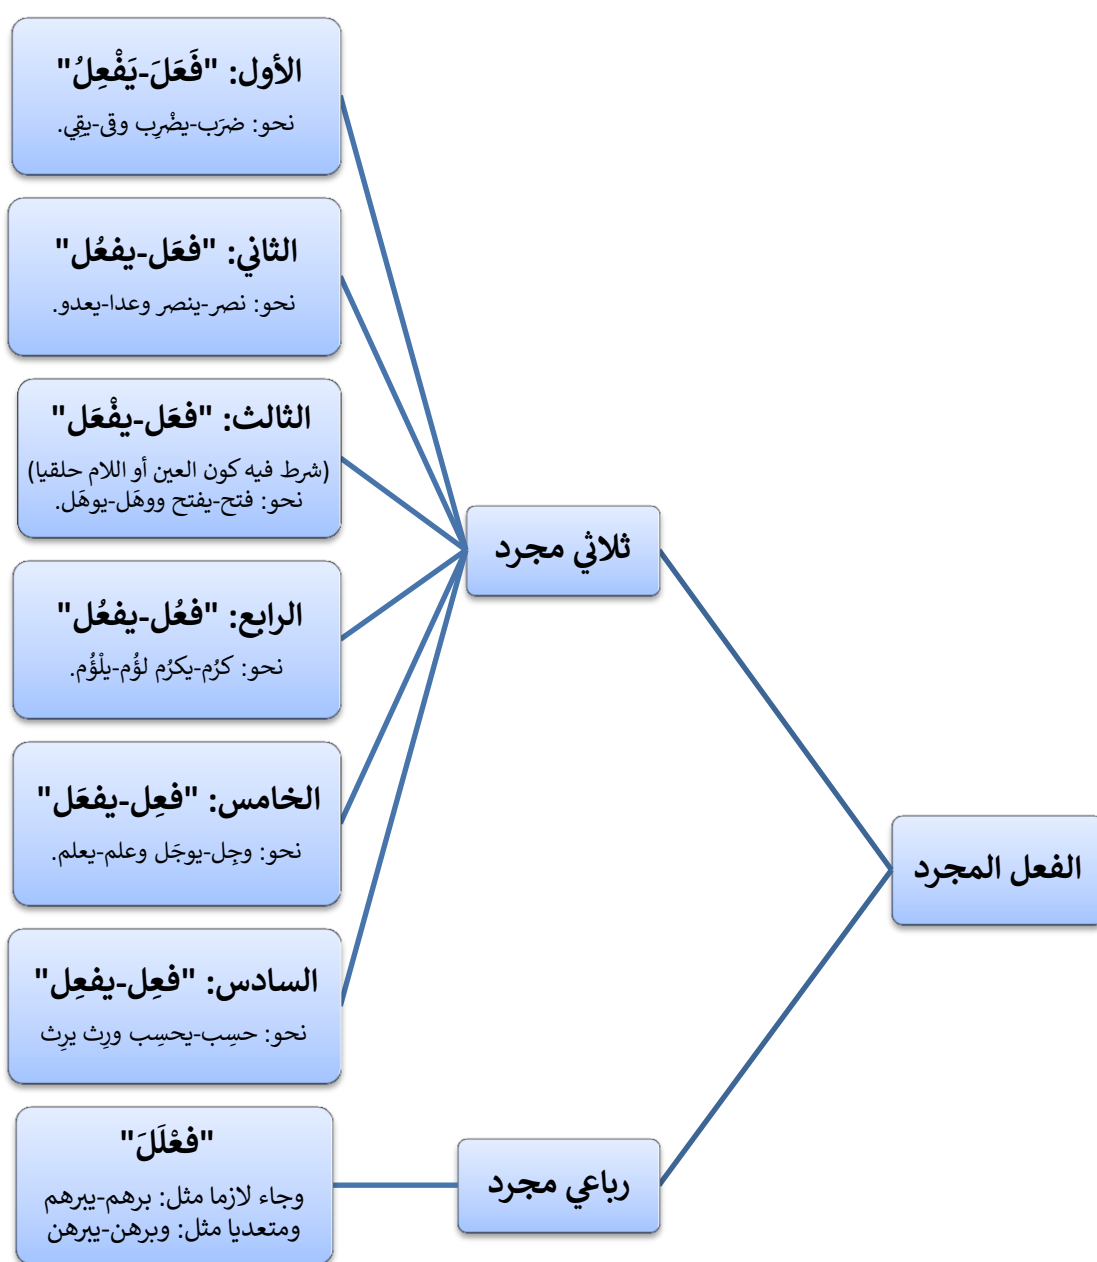 الفعل المجرد
ثلاثي مجرد
الأول: "فَعَلَ-يَفْعِلُ"
نحو: ضرَب-يضْرِب وقى-يقِي.
الثاني: "فعَل-يفعُل"
نحو: نصر-ينصر وعدا-يعدو.
الثالث: "فعَل-يفْعَل"
(شرط فيه كون العين أو اللام حلقيا)
نحو: فتح-يفتح ووهَل-يوهَل.
الرابع: "فعُل-يفعُل"
نحو: كرُم-يكرُم لؤُم-يلْؤُم.
الخامس: "فعِل-يفعَل"
نحو: وجِل-يوجَل وعلم-يعلم.
السادس: "فعِل-يفعِل"
نحو: حسِب-يحسِب ورِث يرِث
رباعي مجرد
"فعْلَلَ"
وجاء لازما مثل: برهم-يبرهم
ومتعديا مثل: وبرهن-يبرهن